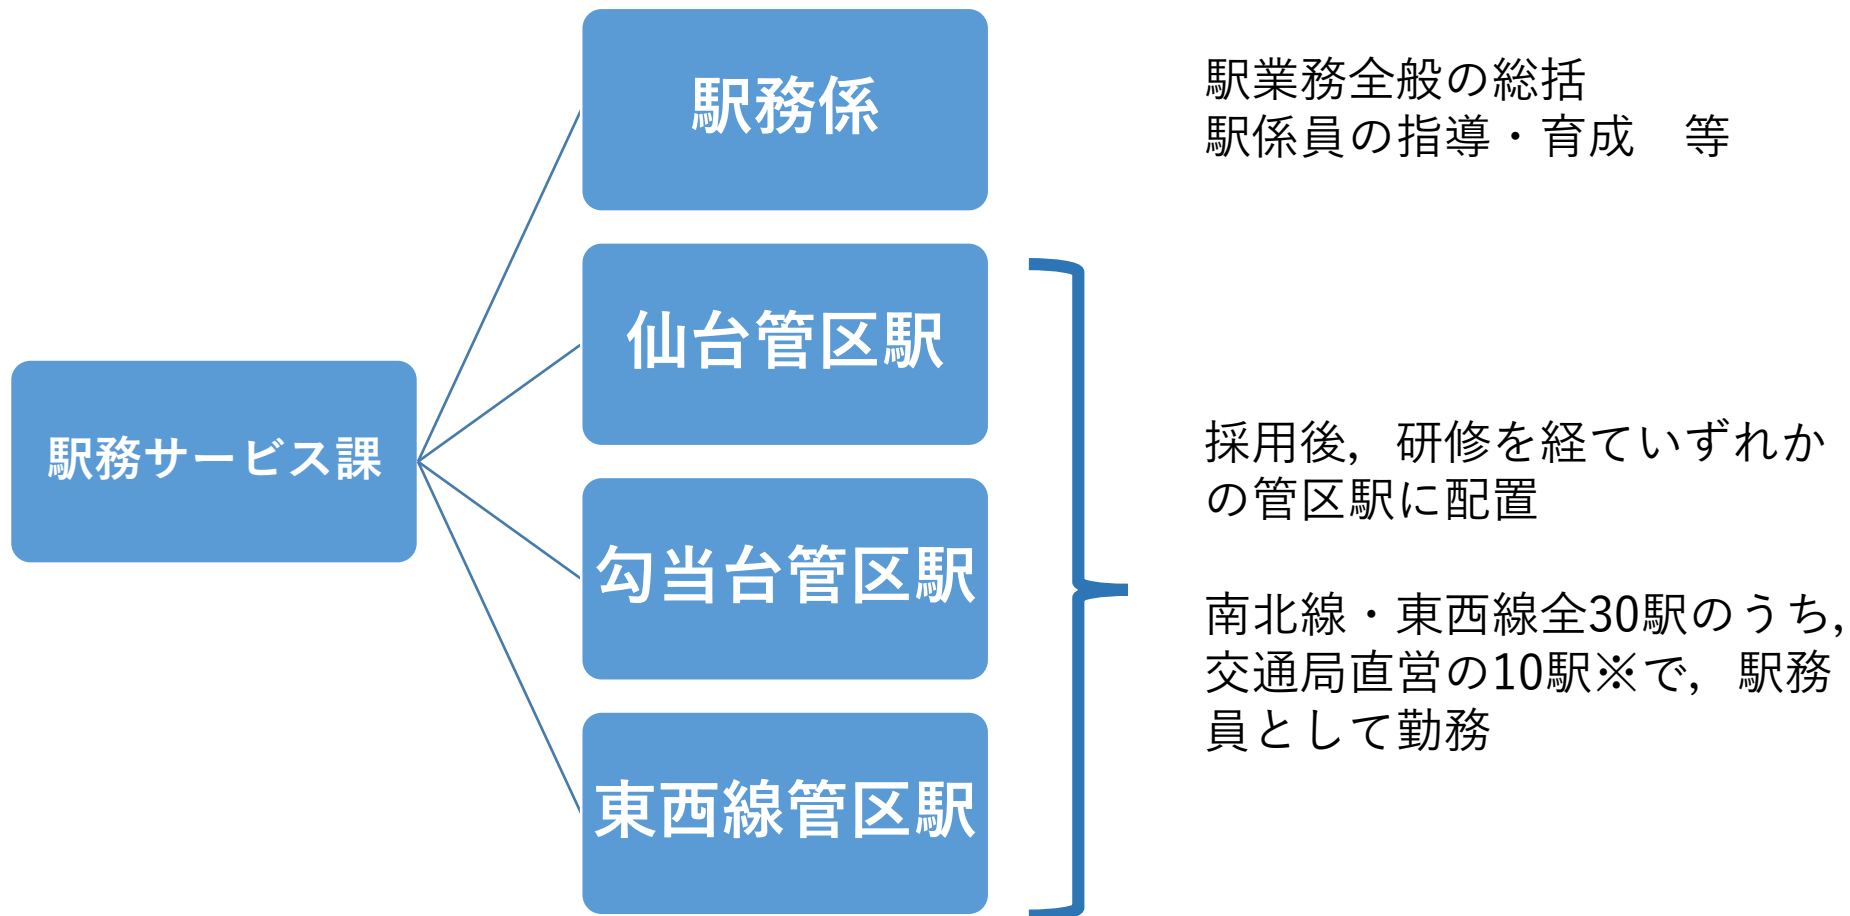 駅務サービス課
駅務係
駅業務全般の総括
駅係員の指導・育成　等
仙台管区駅
勾当台管区駅
東西線管区駅
採用後，研修を経ていずれか
の管区駅に配置
南北線・東西線全30駅のうち，
交通局直営の10駅※で，駅務
員として勤務